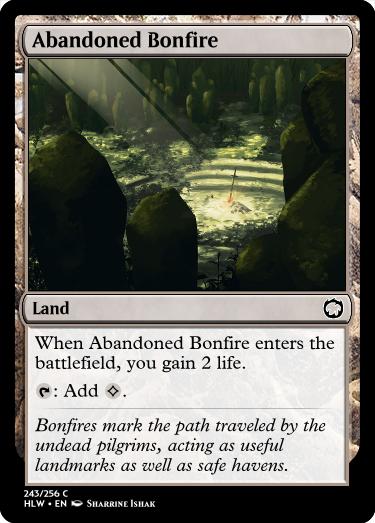 Abandoned Bonfire
Land
When Abandoned Bonfire enters the
battlefield, you gain 2 life.
: Add .
Bonfires mark the path traveled by the
undead pilgrims, acting as useful
landmarks as well as safe havens.
243/256 C
HLW • EN Sharrine Ishak